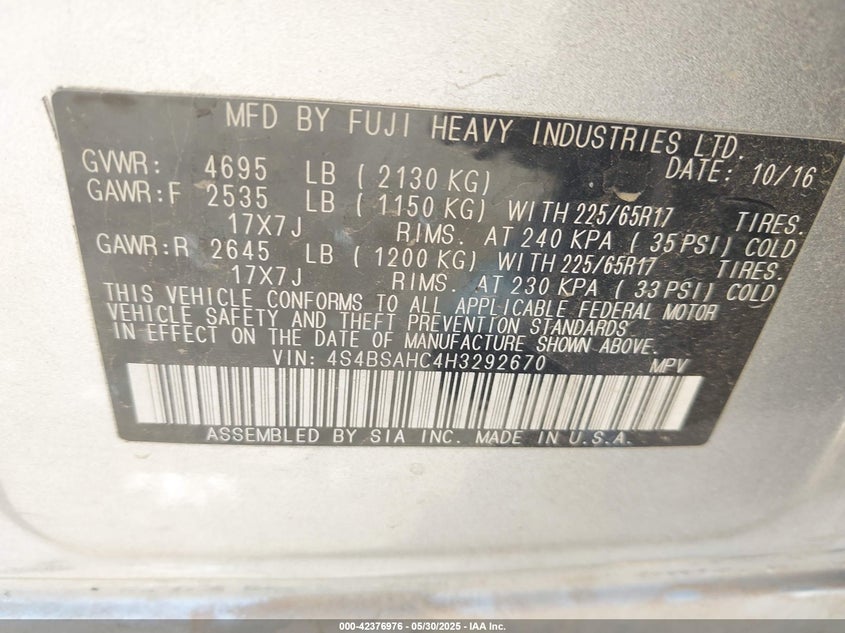 MFD BY FUJI HEAVY INDUSTRIES LTD.
GVWR: 4695 LB ( 2130 KG) DATE: 10/16
GAWR:F 2535 LB ( 1150 KG) WITH 225/65R17 TIRES.
17X7J RIMS. AT 240 KPA ( 35 PSI) COLD
GAWR:R 2645 LB ( 1200 KG) WITH 225/65R17 TIRES.
17X7J RIMS. AT 230 KPA ( 33 PSI) COLD
THIS VEHICLE CONFORMS TO ALL APPLICABLE FEDERAL MOTOR
VEHICLE SAFETY AND THEFT PREVENTION STANDARDS
IN EFFECT ON THE DATE OF MANUFACTURE SHOWN ABOVE.
VIN: 4S4BSAHC4H3292670 MPV
ASSEMBLED BY SIA INC. MADE IN U.S.A.
000-42376976 - 05/30/2025 - IAA Inc.